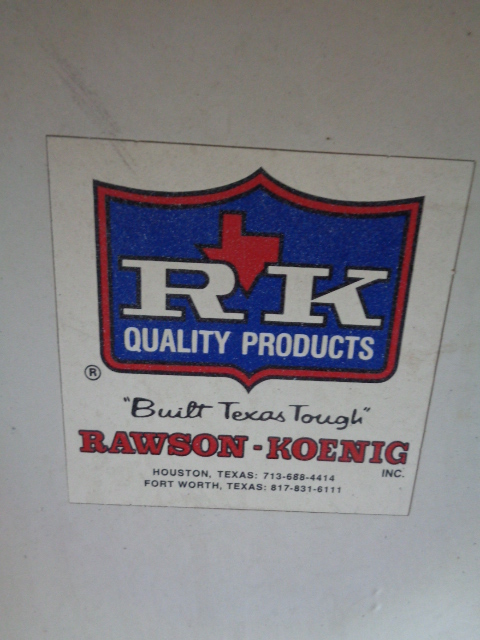 RK
QUALITY PRODUCTS
®
"Built Texas Tough"
RAWSON-KOENIG
INC.
HOUSTON, TEXAS: 713-688-4414
FORT WORTH, TEXAS: 817-831-6111